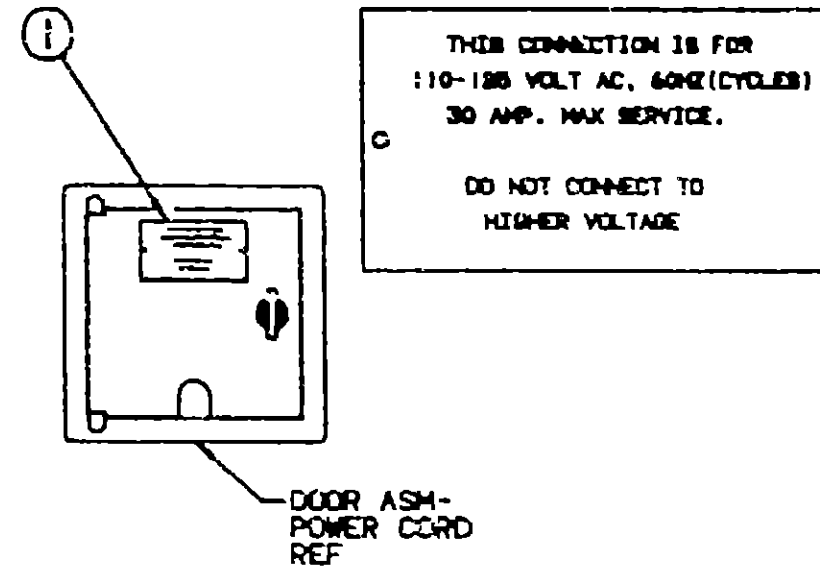 1
THIS CONNECTION IS FOR
110-125 VOLT AC, 60HZ(CYCLES)
30 AMP. MAX SERVICE.
DO NOT CONNECT TO
HIGHER VOLTAGE
DOOR ASM-
POWER CORD
REF